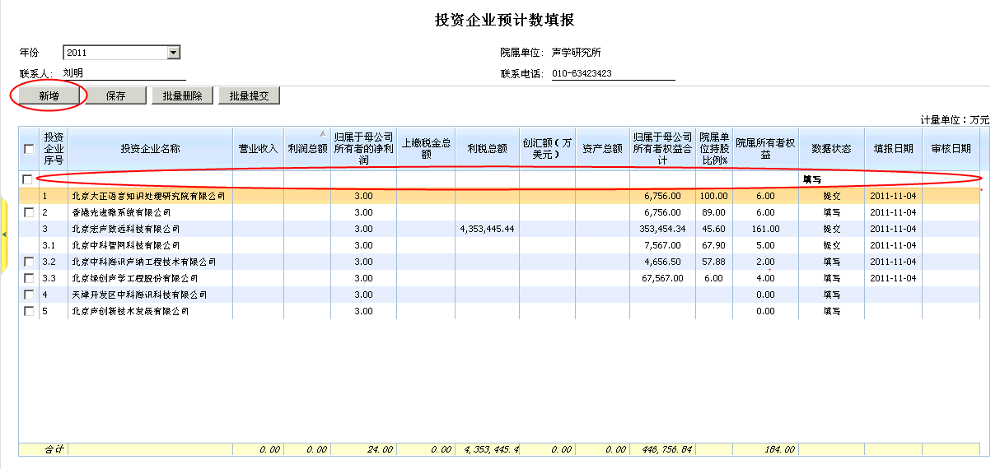 投资企业预计数填报
年份 2011 院属单位: 声学研究所
联系人: 刘明 联系电话: 010-63423423
新增 保存 批量删除 批量提交
计量单位：万元
投资企业序号 投资企业名称 营业收入 利润总额 归属于母公司所有者的净利润 上缴税金总额 利税总额 创汇额（万美元） 资产总额 归属于母公司所有者权益合计 院属单位持股比例% 院属所有者权益 数据状态 填报日期 审核日期
填写
1 北京大正语言知识处理研究院有限公司 3.00 6,756.00 100.00 6.00 提交 2011-11-04
2 香港先进微系统有限公司 3.00 6,756.00 89.00 6.00 填写 2011-11-04
3 北京宏声致远科技有限公司 3.00 4,353,445.44 353,454.34 45.60 161.00 提交 2011-11-04
3.1 北京中科智网科技有限公司 3.00 7,567.00 67.90 5.00 提交 2011-11-04
3.2 北京中科海讯声纳工程技术有限公司 3.00 4,656.50 57.88 2.00 填写 2011-11-04
3.3 北京绿创声学工程股份有限公司 3.00 67,567.00 6.00 4.00 填写 2011-11-04
4 天津开发区中科海讯科技有限公司 3.00 0.00 填写
5 北京声创新技术发展有限公司 3.00 0.00 填写
合计 0.00 0.00 24.00 0.00 4,353,445.4 0.00 0.00 446,756.84 184.00